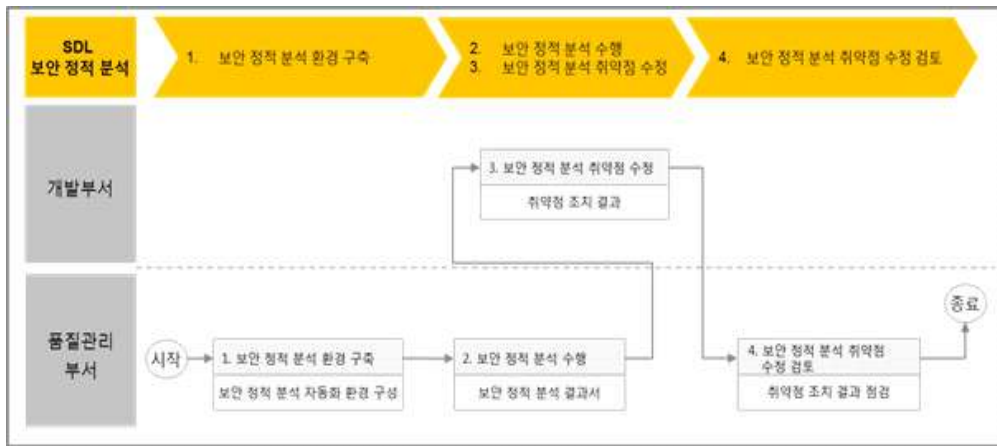 SDL
보안 정적 분석
1. 보안 정적 분석 환경 구축
2. 보안 정적 분석 수행
3. 보안 정적 분석 취약점 수정
4. 보안 정적 분석 취약점 수정 검토
개발부서
3. 보안 정적 분석 취약점 수정
취약점 조치 결과
품질관리
부서
시작
1. 보안 정적 분석 환경 구축
보안 정적 분석 자동화 환경 구성
2. 보안 정적 분석 수행
보안 정적 분석 결과서
4. 보안 정적 분석 취약점
수정 검토
취약점 조치 결과 점검
종료